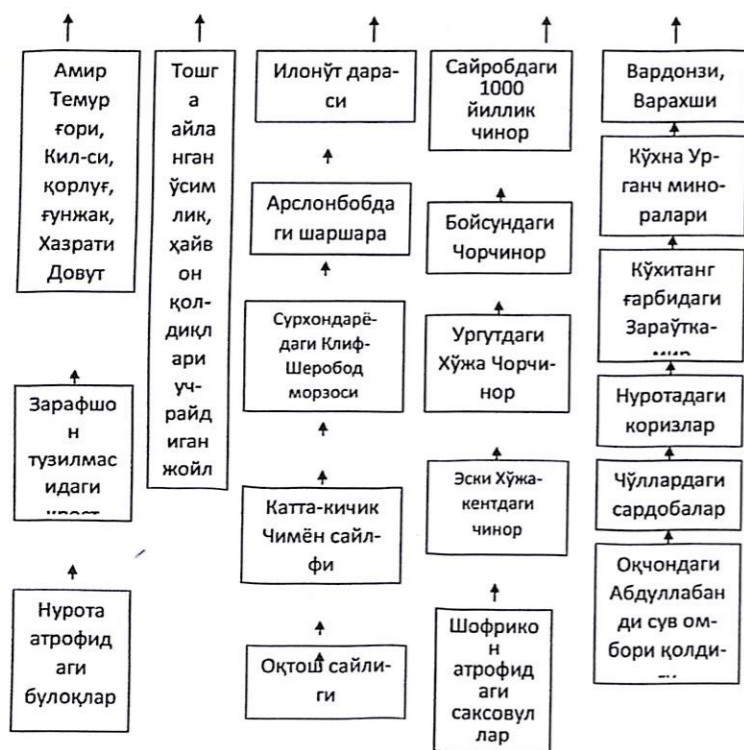 Амир
Темур
ғори,
Кил-си,
қорлуғ,
ғунжак,
Хазрати
Довут
Зарафшо
н
тузилмас
идаги
Нурота
атрофид
аги
булоқлар
Тошг
а
айла
нган
ўсим
лик,
ҳайв
он
қол-
диқл
ари
уч-
райд
иган
жойл
Илонўт дара-
си
Арслонбобда
ги шаршара
Сурхондарё-
даги Клиф-
Шеробод
морзоси
Катта-кичик
Чимён сайл-
фи
Оқтош сайли-
ги
Сайробдаги
1000
йиллик
чинор
Бойсундаги
Чорчинор
Ургутдаги
Хўжа Чорчи-
нор
Эски Хўжа-
кентдаги
чинор
Шофрико
н
атрофид
аги
саксовул
лар
Вардонзи,
Варахши
Кўхна Ур-
ганч мино-
ралари
Кўхитанг
ғарбидаги
Зараўтка-
Нуротадаги
коризлар
Чўллардаги
сардобалар
Оқчондаги
Абдуллабан
ди сув ом-
бори қолди-